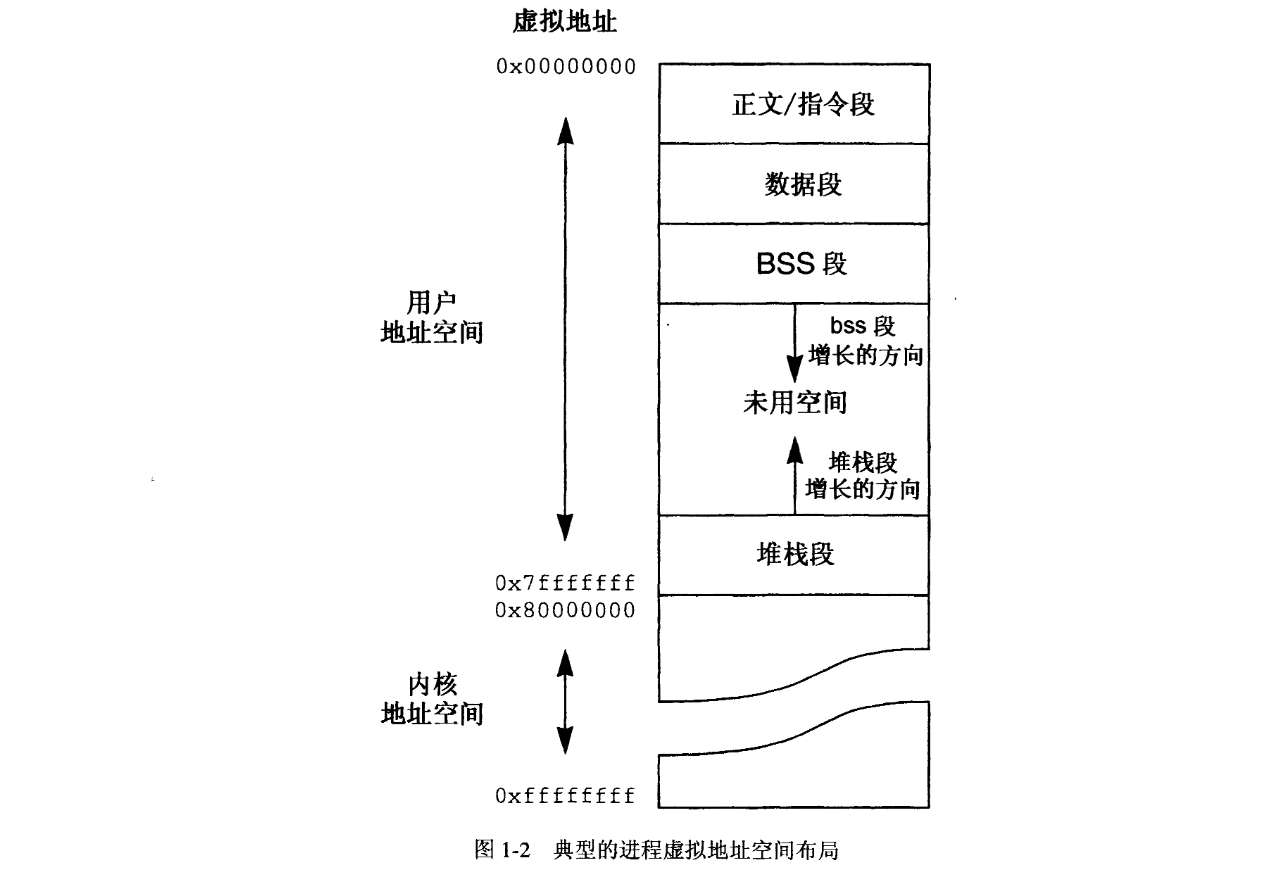 虚拟地址
0x00000000
正文/指令段
数据段
BSS 段
用户
地址空间
bss 段
增长的方向
未用空间
堆栈段
增长的方向
堆栈段
0x7fffffff
0x80000000
内核
地址空间
0xffffffff
图 1-2 典型的进程虚拟地址空间布局